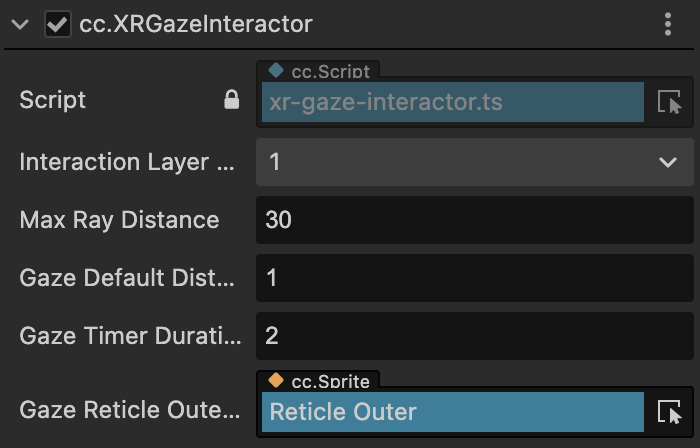 cc.XRGazeInteractor
cc.Script
Script xr-gaze-interactor.ts
Interaction Layer ... 1
Max Ray Distance 30
Gaze Default Dist... 1
Gaze Timer Durati... 2
cc.Sprite
Gaze Reticle Oute... Reticle Outer